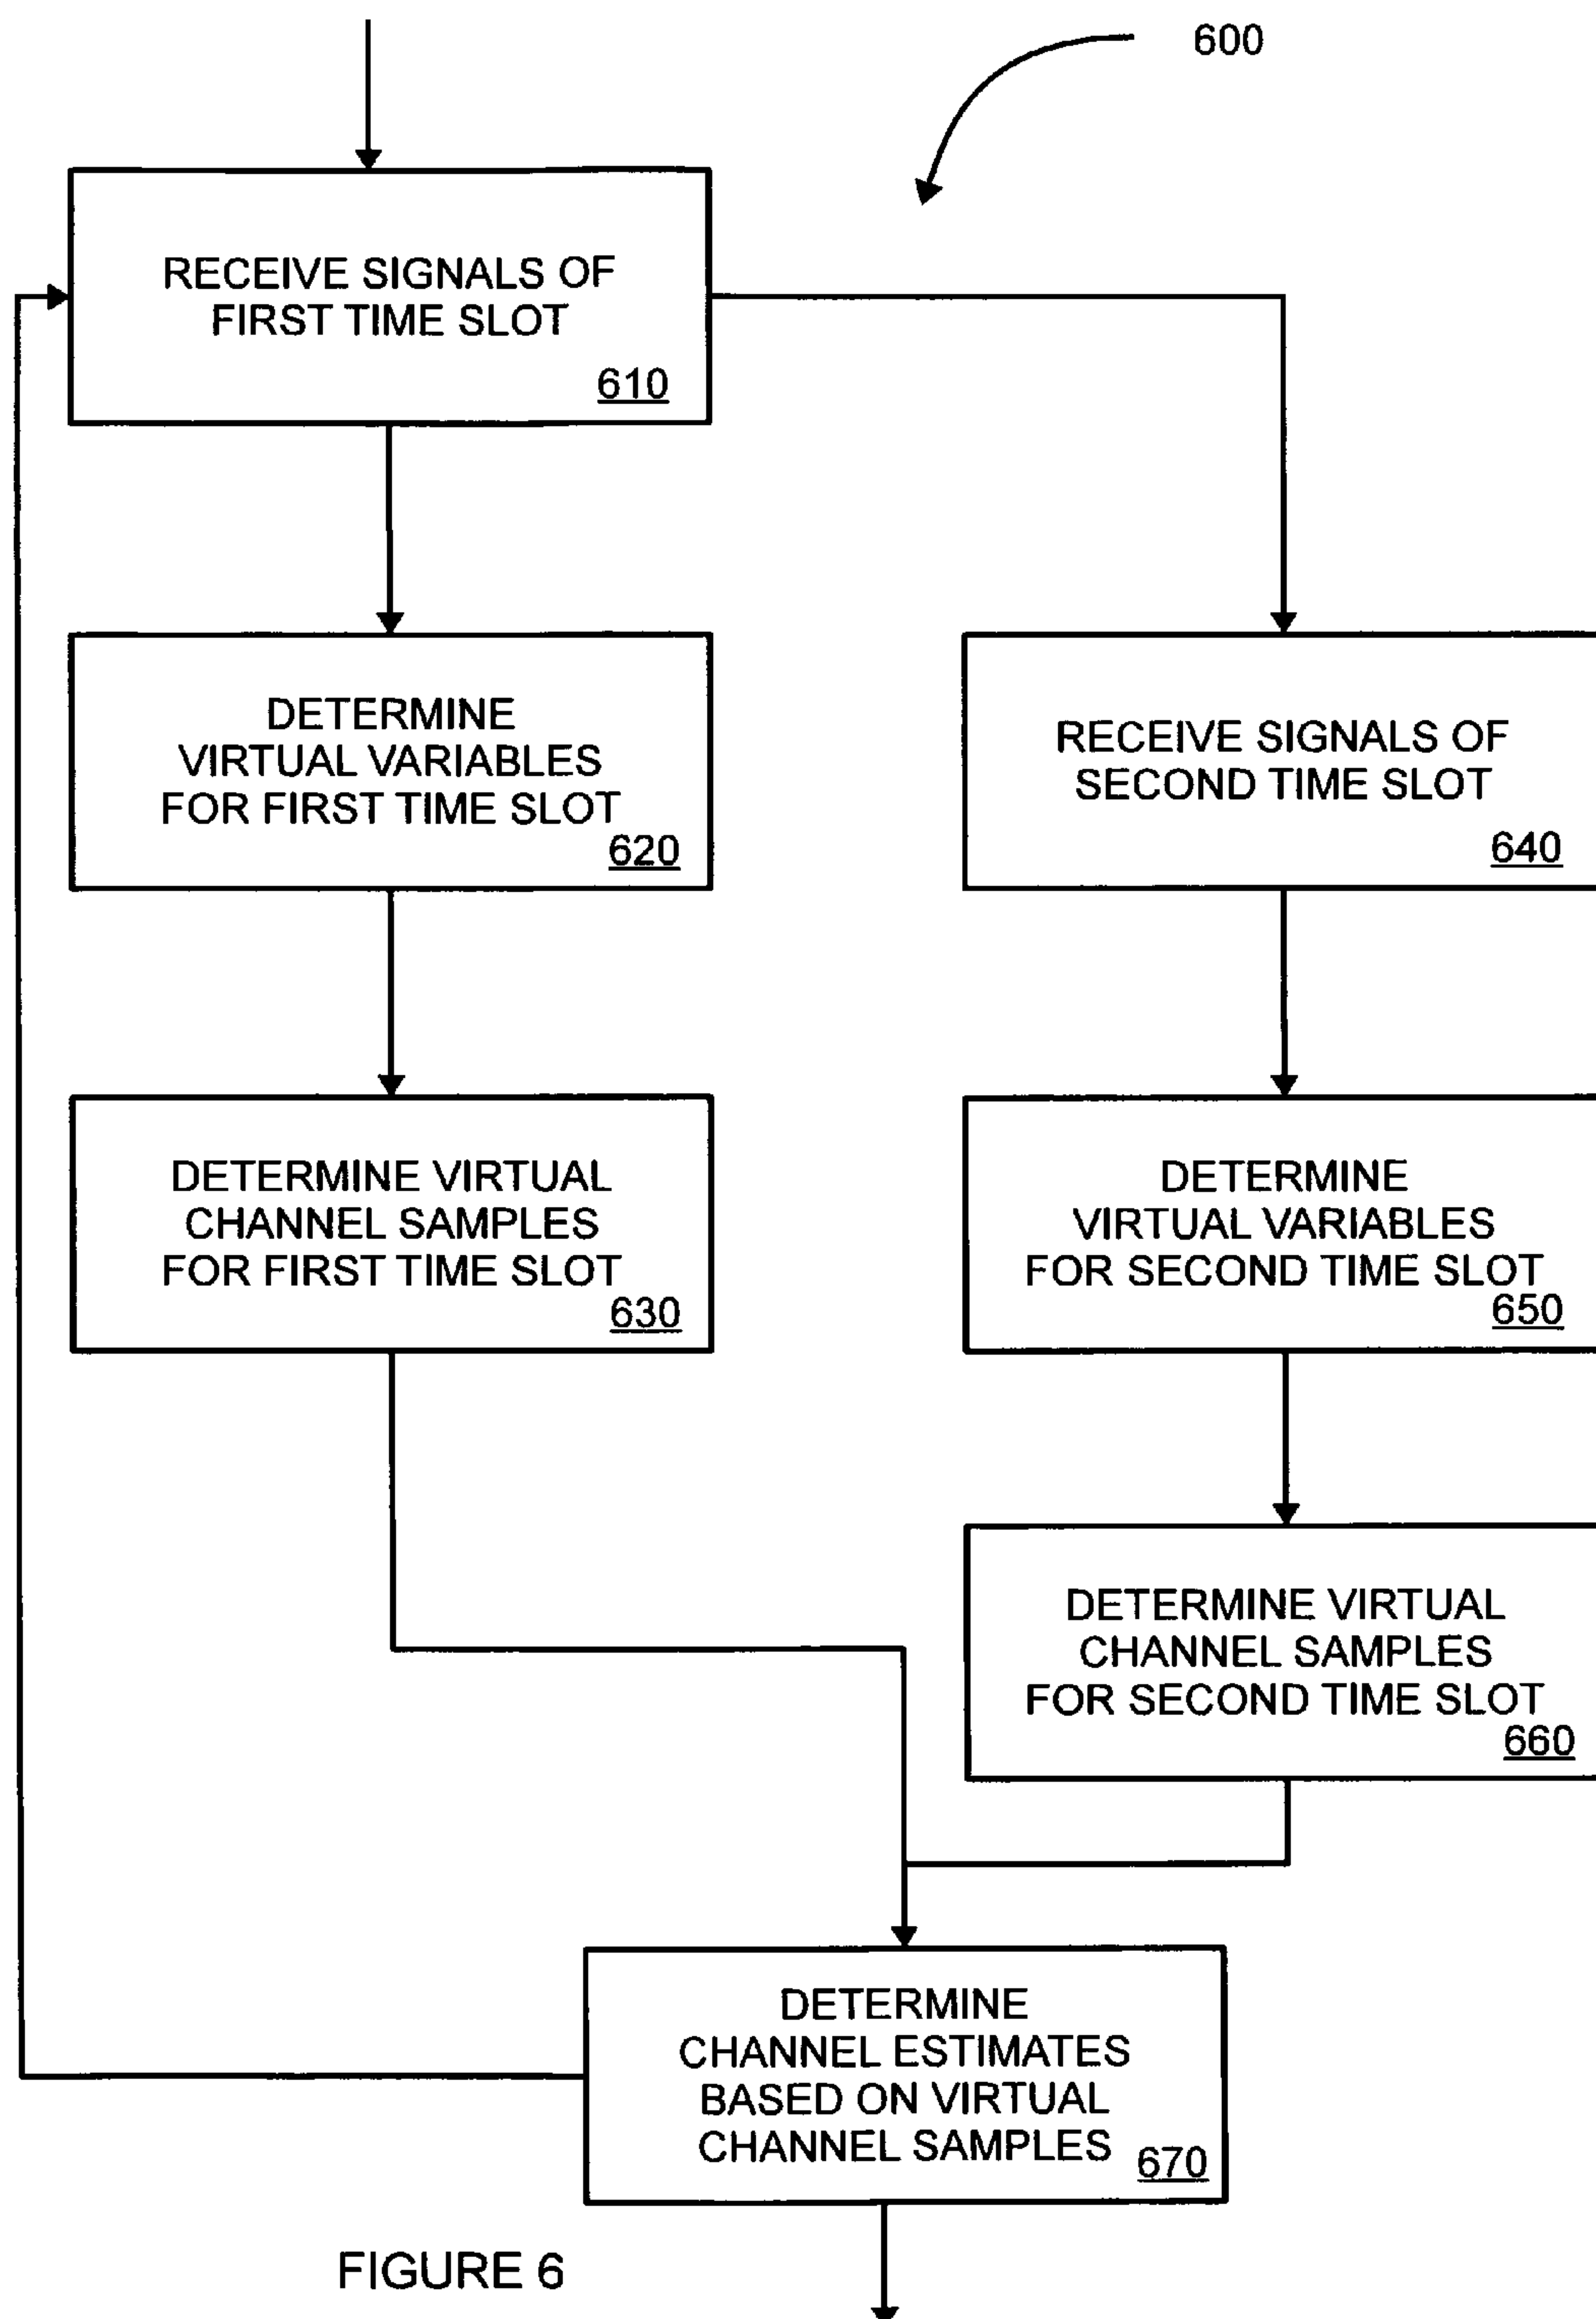 600
RECEIVE SIGNALS OF
FIRST TIME SLOT
610
DETERMINE
VIRTUAL VARIABLES
FOR FIRST TIME SLOT
620
RECEIVE SIGNALS OF
SECOND TIME SLOT
640
DETERMINE VIRTUAL
CHANNEL SAMPLES
FOR FIRST TIME SLOT
630
DETERMINE
VIRTUAL VARIABLES
FOR SECOND TIME SLOT
650
DETERMINE VIRTUAL
CHANNEL SAMPLES
FOR SECOND TIME SLOT
660
DETERMINE
CHANNEL ESTIMATES
BASED ON VIRTUAL
CHANNEL SAMPLES
670
FIGURE 6